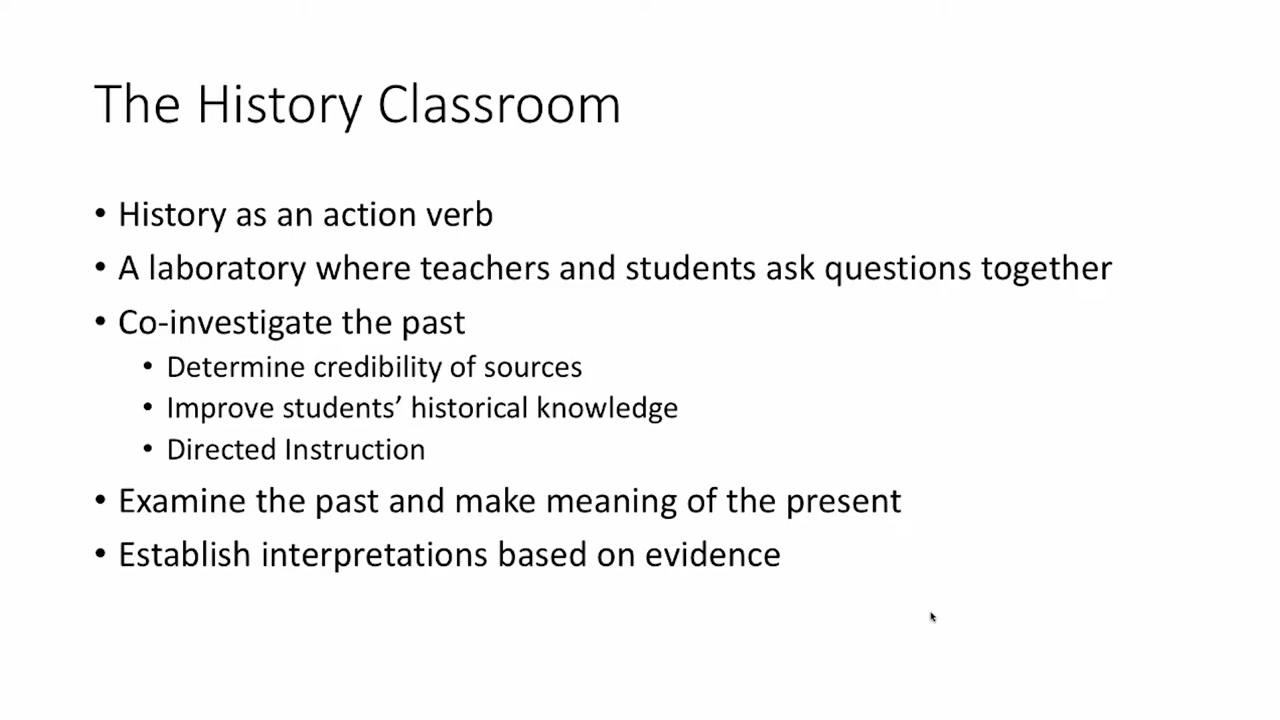 The History Classroom
• History as an action verb
• A laboratory where teachers and students ask questions together
• Co-investigate the past
• Determine credibility of sources
• Improve students’ historical knowledge
• Directed Instruction
• Examine the past and make meaning of the present
• Establish interpretations based on evidence